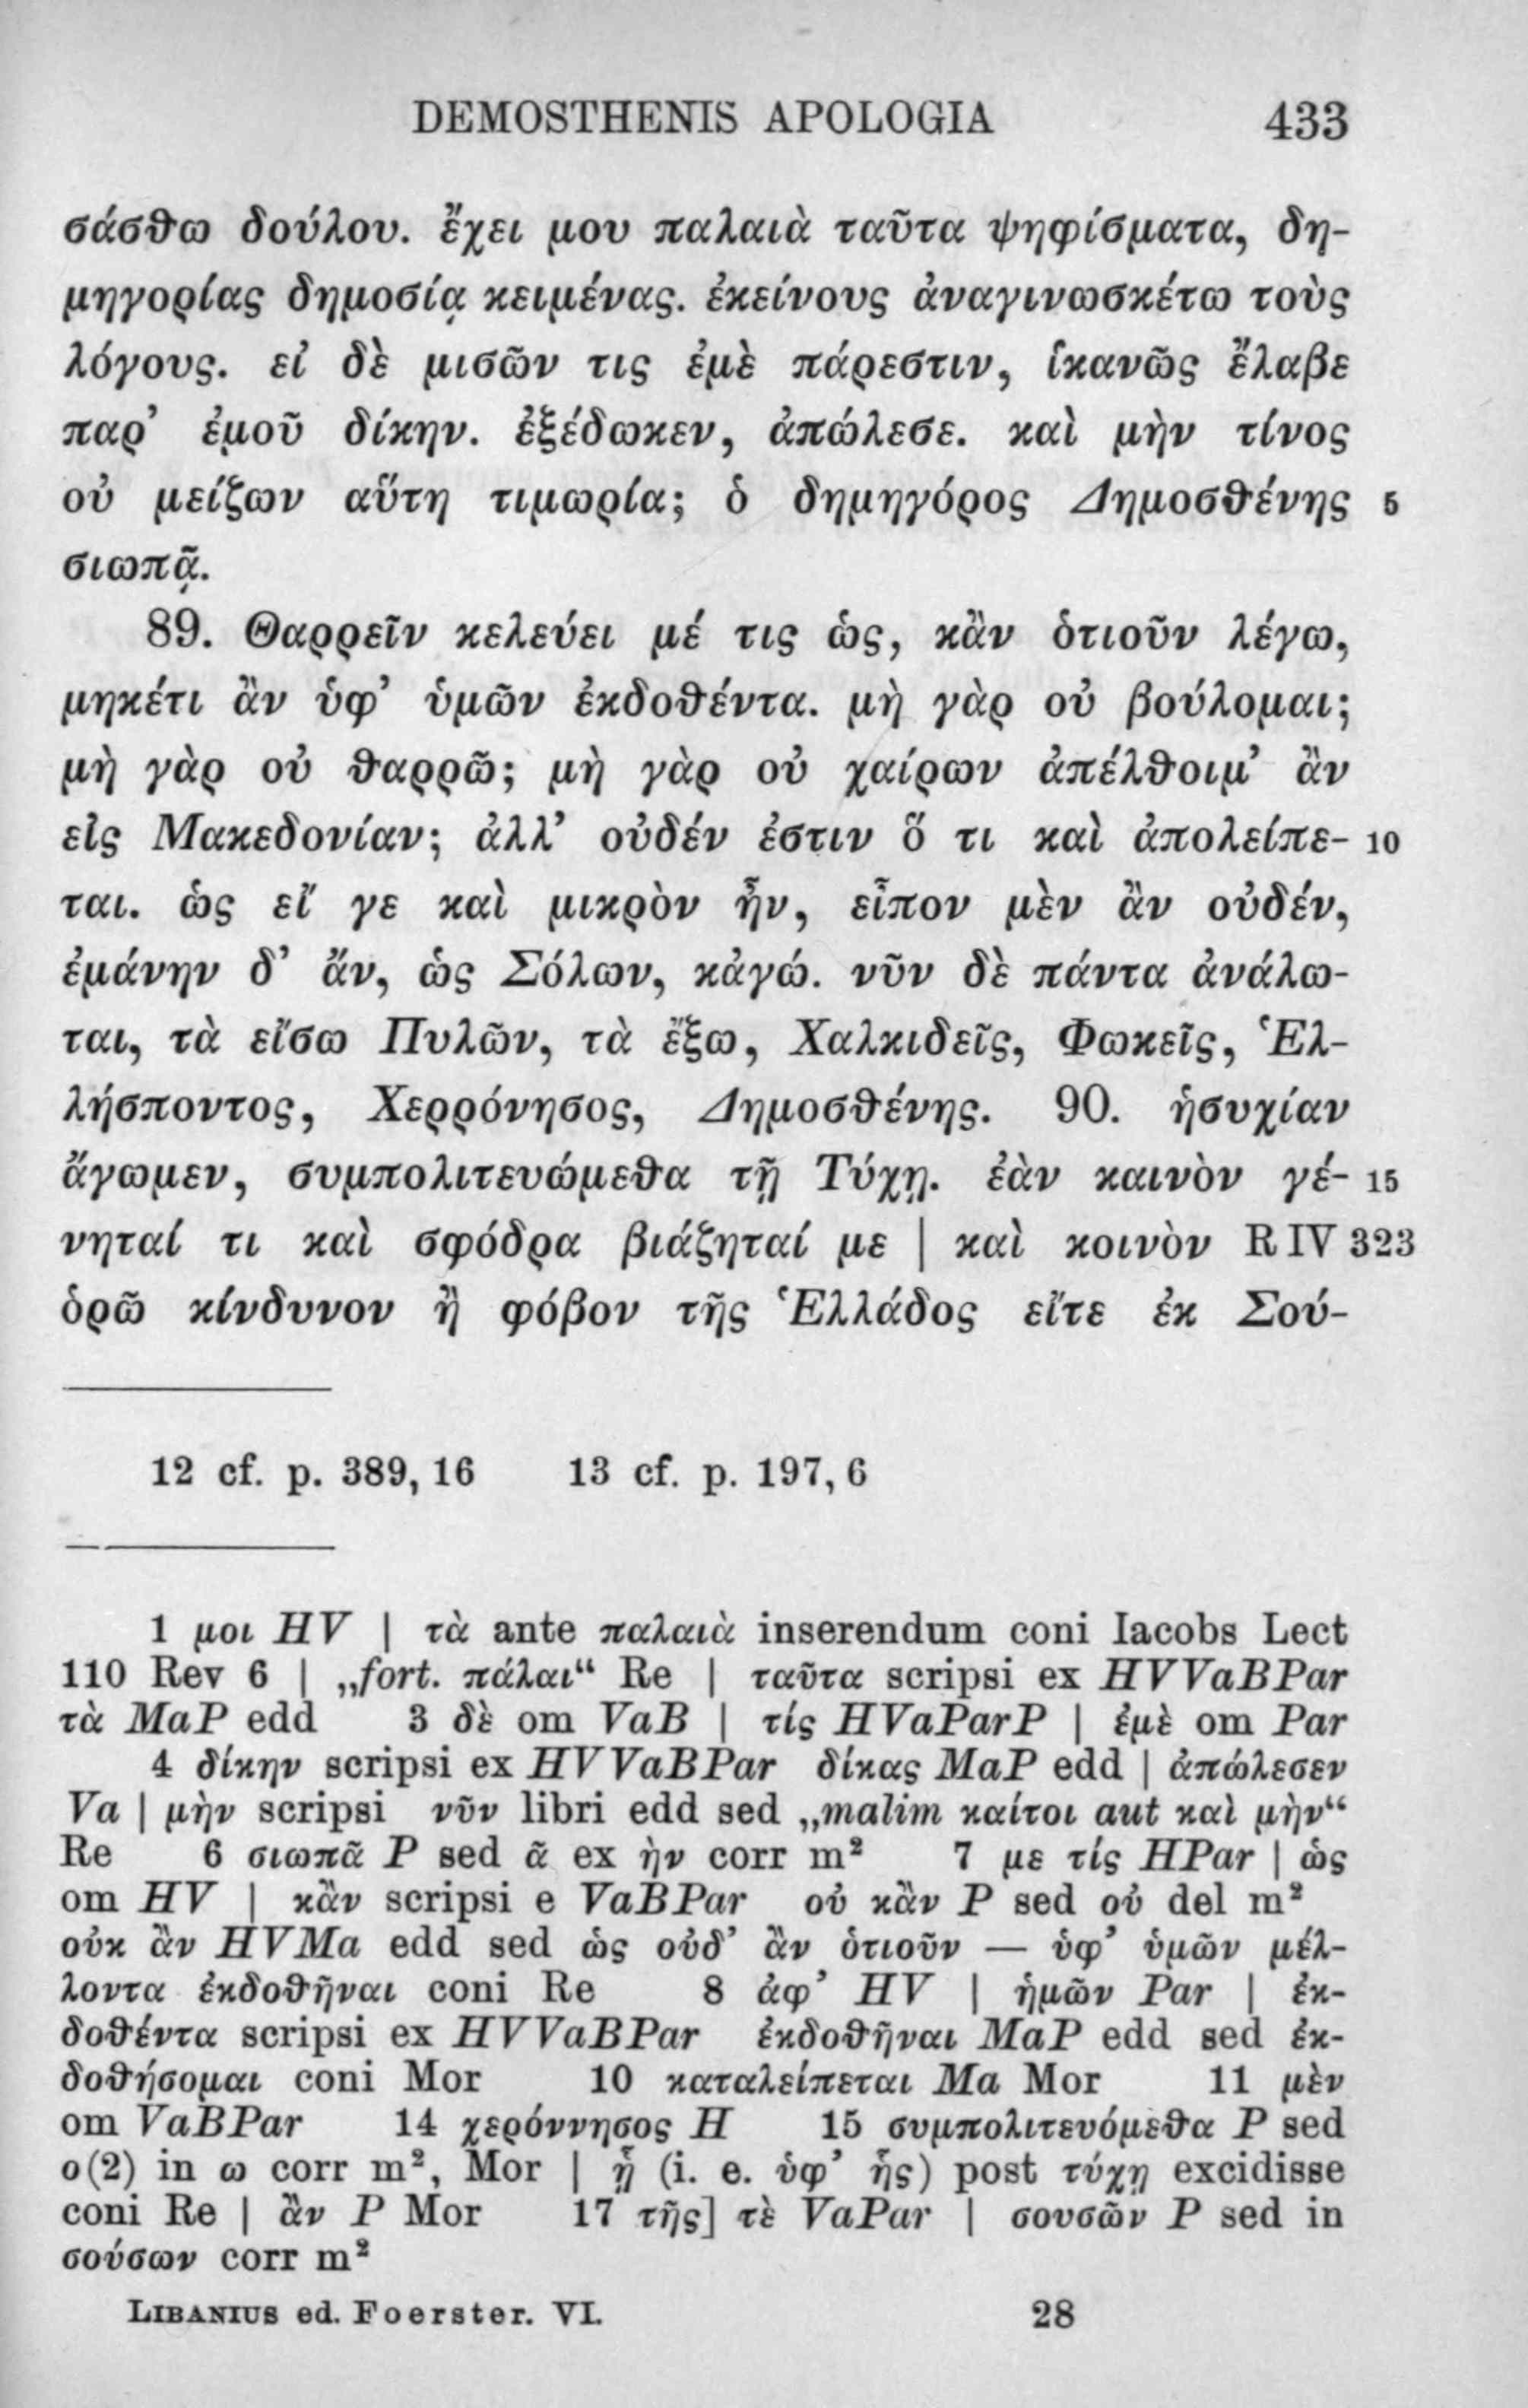 DEMOSTHENIS APOLOGIA 433
σάσθω δούλου. ἔχει μου παλαιὰ ταῦτα ψηφίσματα, δη-
μηγορίας δημοσίᾳ κειμένας. ἐκείνους ἀναγινωσκέτω τοὺς
λόγους. εἰ δὲ μισῶν τις ἐμὲ πάρεστιν, ἱκανῶς ἔλαβε
παρ’ ἐμοῦ δίκην. ἐξέδωκεν, ἀπώλεσε. καὶ μὴν τίνος
οὐ μείζων αὕτη τιμωρία; ὁ δημηγόρος Δημοσθένης 5
σιωπᾷ.
89. Θαρρεῖν κελεύει μέ τις ὡς, κἂν ὁτιοῦν λέγω,
μηκέτι ἂν ὑφ’ ὑμῶν ἐκδοθέντα. μὴ γὰρ οὐ βούλομαι;
μὴ γὰρ οὐ θαρρῶ; μὴ γὰρ οὐ χαίρων ἀπέλθοιμ’ ἂν
εἰς Μακεδονίαν; ἀλλ’ οὐδέν ἐστιν ὅ τι καὶ ἀπολείπε- 10
ται. ὡς εἴ γε καὶ μικρὸν ἦν, εἶπον μὲν ἂν οὐδέν,
ἐμάνην δ’ ἄν, ὡς Σόλων, κἀγώ. νῦν δὲ πάντα ἀνάλω-
ται, τὰ εἴσω Πυλῶν, τὰ ἔξω, Χαλκιδεῖς, Φωκεῖς, Ἑλ-
λήσποντος, Χερρόνησος, Δημοσθένης. 90. ἡσυχίαν
ἄγωμεν, συμπολιτευώμεθα τῇ Τύχῃ. ἐὰν καινὸν γέ- 15
νηταί τι καὶ σφόδρα βιάζηταί με | καὶ κοινὸν R IV 323
ὁρῶ κίνδυνον ἢ φόβον τῆς Ἑλλάδος εἴτε ἐκ Σού-
12 cf. p. 389, 16 13 cf. p. 197, 6
1 μοι HV | τὰ ante παλαιὰ inserendum coni Iacobs Lect
110 Rev 6 | „fort. πάλαι“ Re | ταῦτα scripsi ex HVVaBPar
τὰ MaP edd 3 δὲ om VaB | τίς HVaParP | ἐμὲ om Par
4 δίκην scripsi ex HVVaBPar δίκας MaP edd | ἀπώλεσεν
Va | μὴν scripsi νῦν libri edd sed „malim καίτοι aut καὶ μὴν“
Re 6 σιωπᾶ P sed ᾶ ex ὴν corr m² 7 με τίς HPar | ὡς
om HV | κἂν scripsi e VaBPar οὐ κἂν P sed οὐ del m²
οὐκ ἂν HVMa edd sed ὡς οὐδ’ ἂν ὁτιοῦν — ὑφ’ ὑμῶν μέλ-
λοντα ἐκδοθῆναι coni Re 8 ἀφ’ HV | ἡμῶν Par | ἐκ-
δοθέντα scripsi ex HVVaBPar ἐκδοθῆναι MaP edd sed ἐκ-
δοθήσομαι coni Mor 10 καταλείπεται Ma Mor 11 μὲν
om VaBPar 14 χερόννησος H 15 συμπολιτευόμεθα P sed
ο(2) in ω corr m², Mor | ᾗ (i. e. ὑφ’ ἧς) post τύχῃ excidisse
coni Re | ἂν P Mor 17 τῆς] τὲ VaPar | σουσῶν P sed in
σούσων corr m²
LIBANIUS ed. Foerster. VI. 28